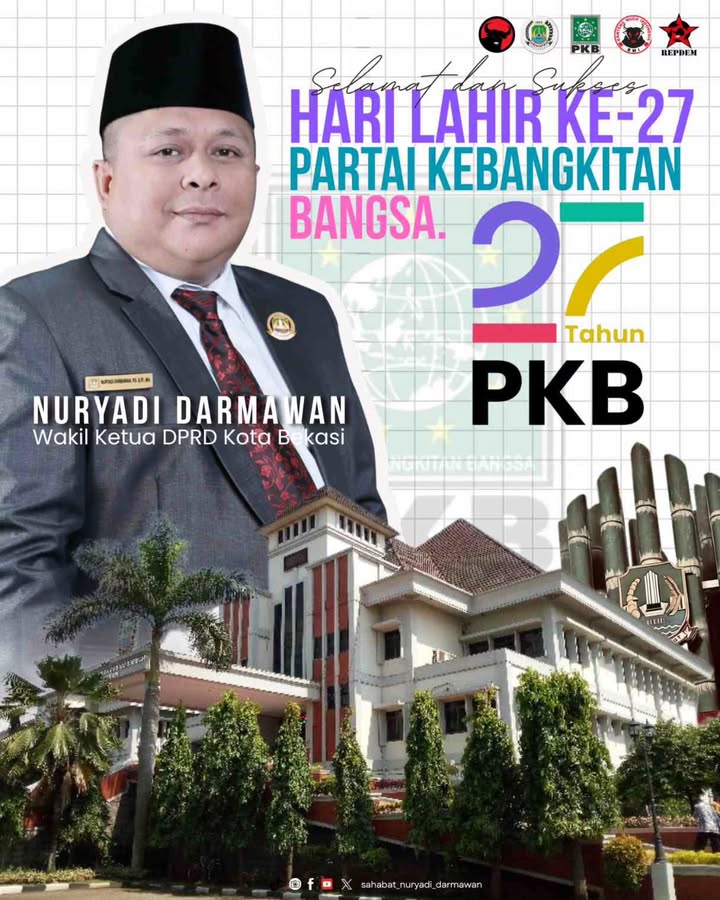 PKB
REPDEM
Selamat dan Sukses
HARI LAHIR KE-27
PARTAI KEBANGKITAN
BANGSA.
27
Tahun
PKB
NURYADI DARMAWAN
Wakil Ketua DPRD Kota Bekasi
sahabat_nuryadi_darmawan